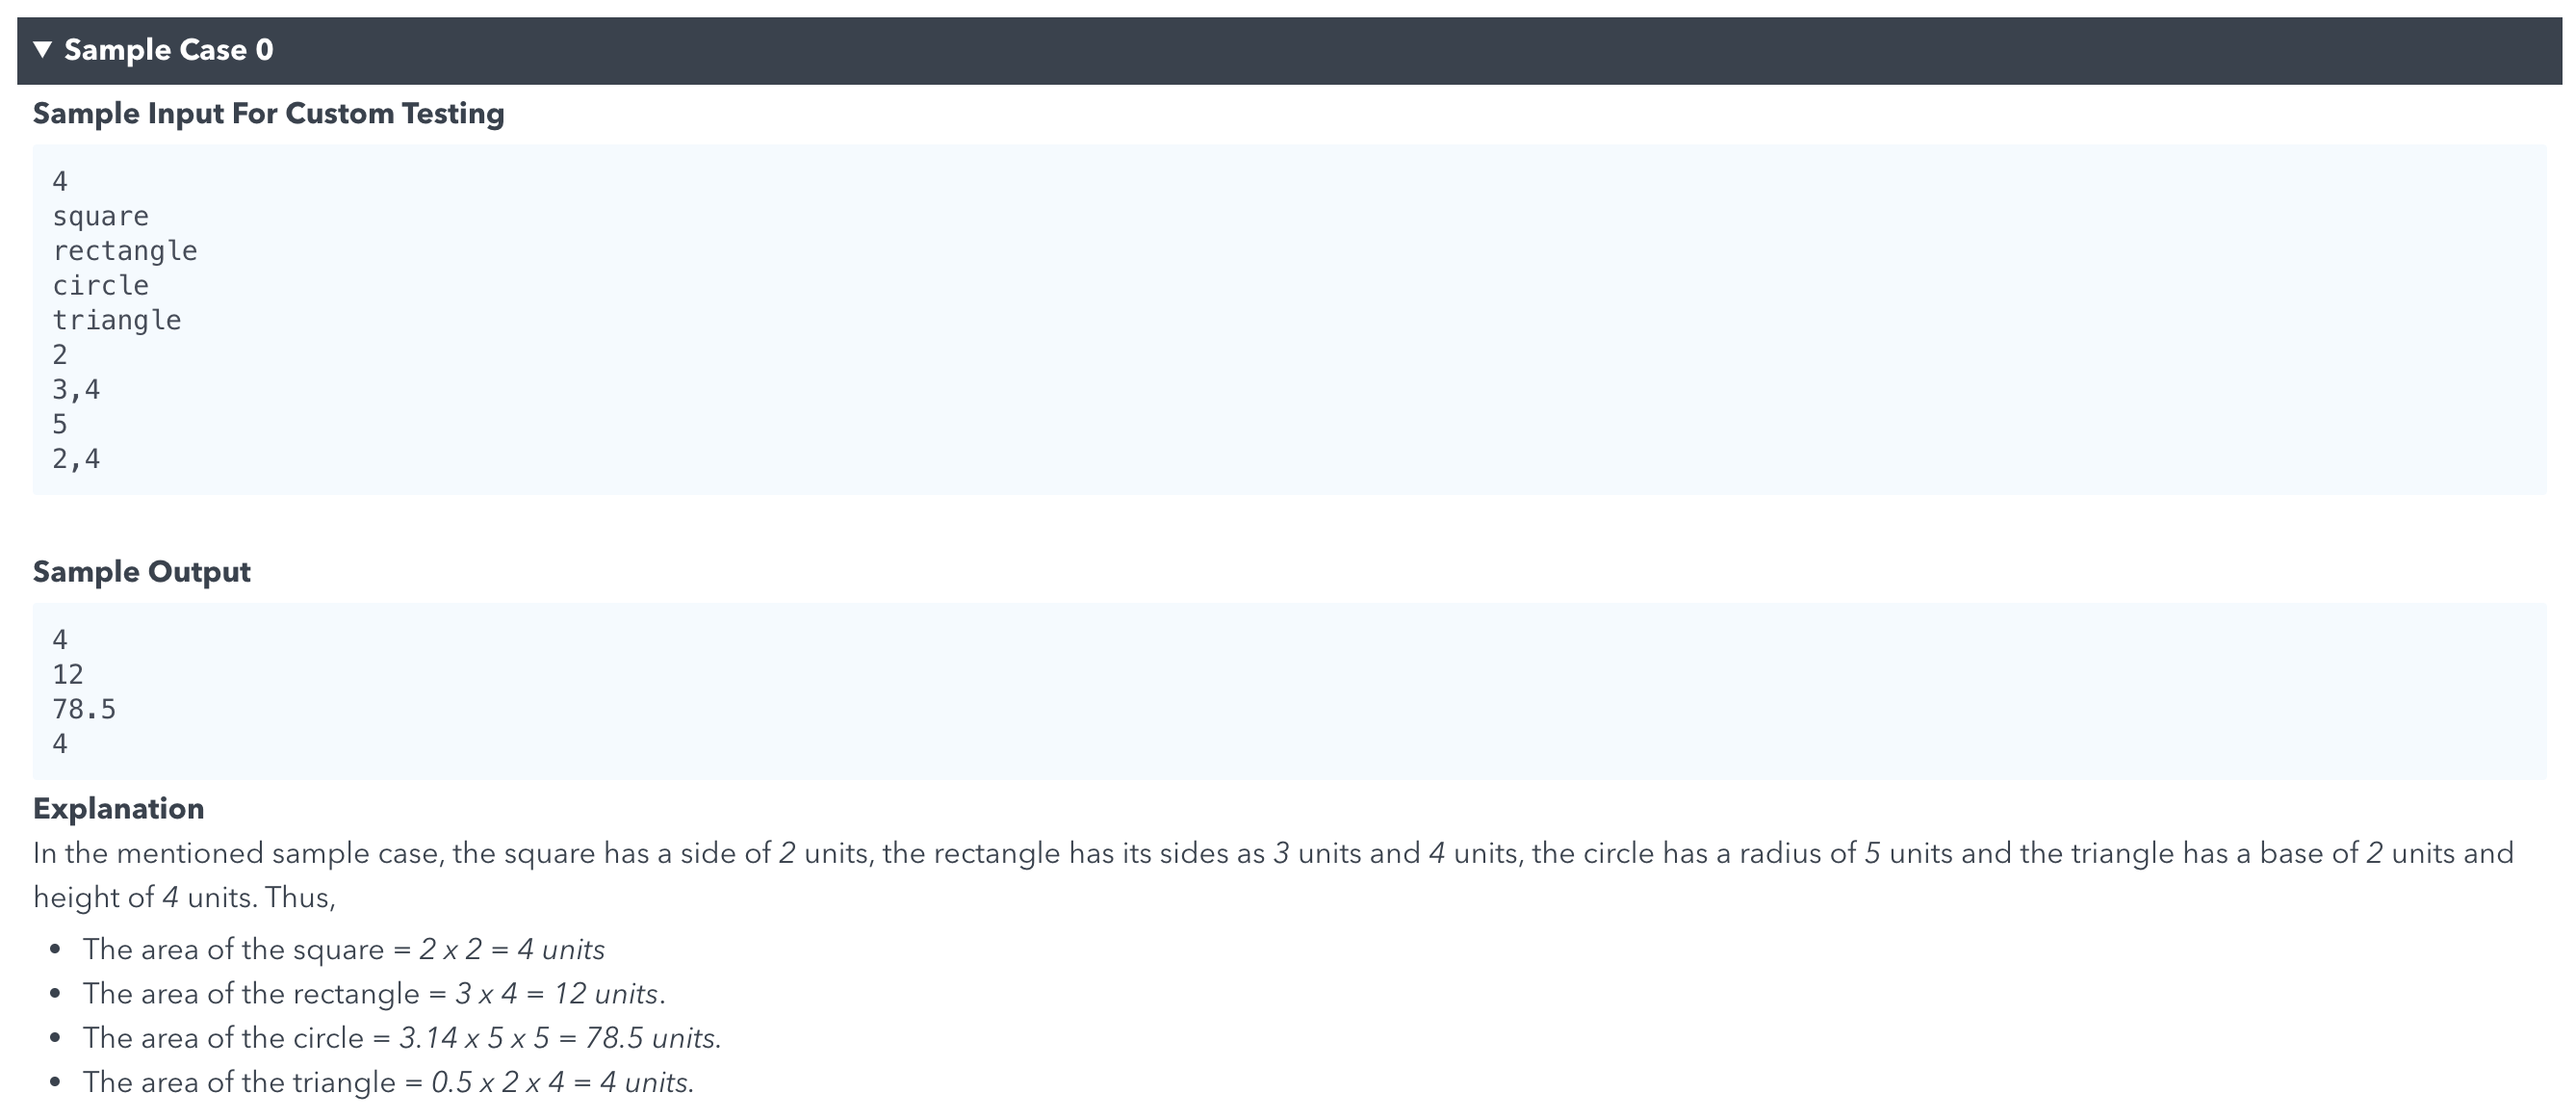 Sample Case 0
Sample Input For Custom Testing
4
square
rectangle
circle
triangle
2
3,4
5
2,4
Sample Output
4
12
78.5
4
Explanation
In the mentioned sample case, the square has a side of 2 units, the rectangle has its sides as 3 units and 4 units, the circle has a radius of 5 units and the triangle has a base of 2 units and
height of 4 units. Thus,
• The area of the square = 2 x 2 = 4 units
• The area of the rectangle = 3 x 4 = 12 units.
• The area of the circle = 3.14 x 5 x 5 = 78.5 units.
• The area of the triangle = 0.5 x 2 x 4 = 4 units.